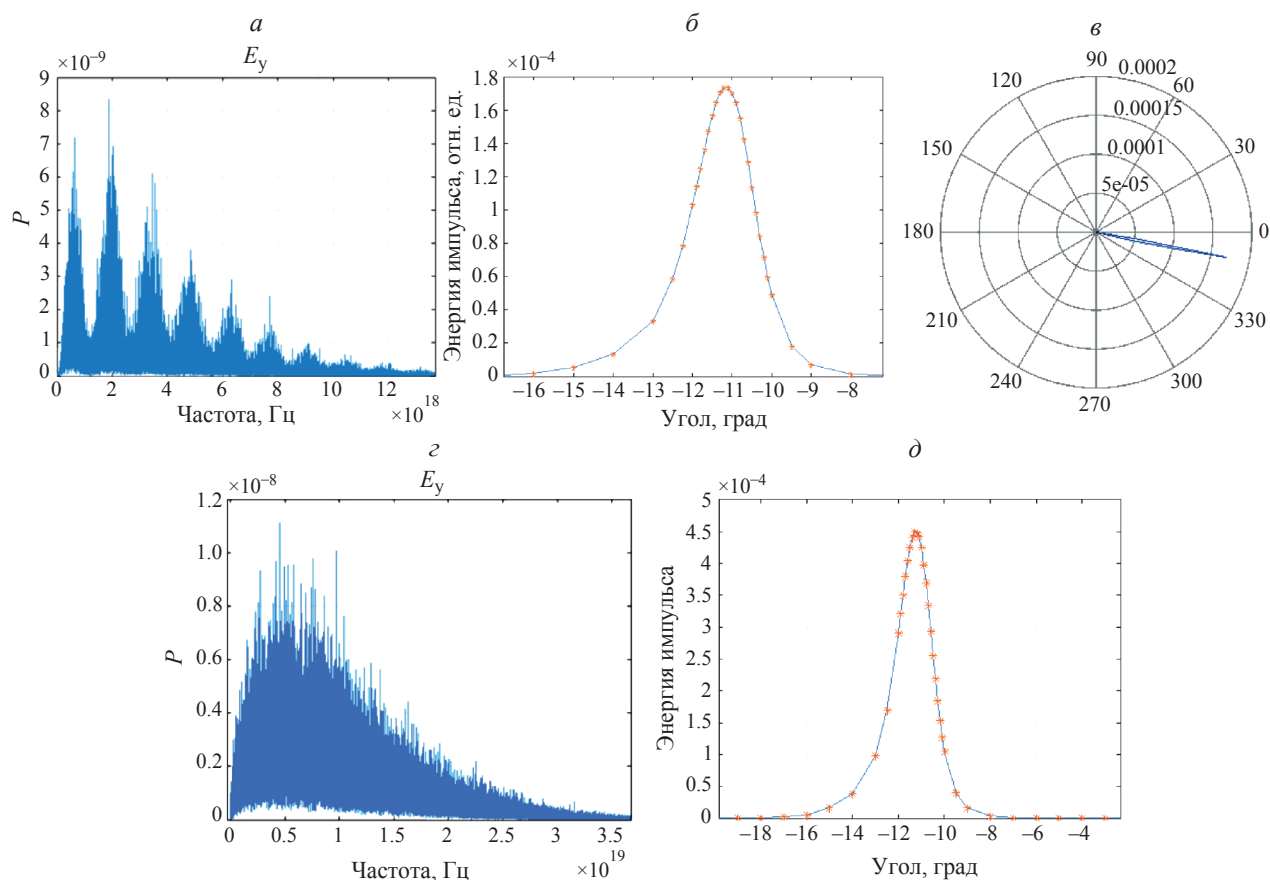 а
E_y
×10⁻⁹
9
8
7
6
5
4
3
2
1
0
P
0 2 4 6 8 10 12
Частота, Гц
×10¹⁸
б
×10⁻⁴
1.8
1.6
1.4
1.2
1
0.8
0.6
0.4
0.2
0
Энергия импульса, отн. ед.
−16 −15 −14 −13 −12 −11 −10 −9 −8
Угол, град
в
90
0.0002
120
60
0.00015
150
0.0001
30
5e-05
180
0
210
330
240
300
270
г
E_y
×10⁻⁸
1.2
1.0
0.8
0.6
0.4
0.2
0
P
0 0.5 1 1.5 2.1 2.5 3.1 3.5
Частота, Гц
×10¹⁹
д
×10⁻⁴
5
4.5
4
3.5
3
2.5
2
1.5
1
0.5
0
Энергия импульса
−18 −16 −14 −12 −10 −8 −6 −4
Угол, град